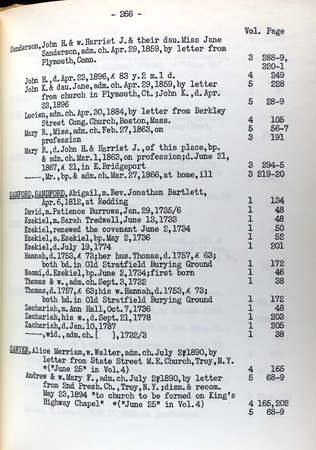 - 266 -
Vol. Page
Sanderson, John H. & w. Harriet J. & their dau. Miss Jane
Sanderson, adm.ch. Apr. 29, 1859, by letter from
Plymouth, Conn. 3 288-9,
320-1
John H., d. Apr. 23, 1896, Æ 83 y. 2 m. 1 d. 4 249
John K. & dau. Jane, adm.ch. Apr. 29, 1859, by letter 5 228
from church in Plymouth, Ct.; John K., d. Apr.
23, 1896 5 28-9
Lucien, adm.ch. Apr. 30, 1884, by letter from Berkley
Street Cong. Church, Boston, Mass. 4 105
Mary E., Miss, adm.ch. Feb. 27, 1863, on 5 56-7
profession 3 191
Mary E., d. John H. & Harriet J., of this place, bp.
& adm.ch. Mar. 1, 1863, on profession; d. June 21,
1867, Æ 21, in E. Bridgeport 3 294-5
-----, Mr., bp. & adm.ch. Mar. 27, 1866, at home, ill 3 219-20
SANFORD, SANDFORD, Abigail, m. Rev. Jonathan Bartlett,
Apr. 6, 1812, at Redding 1 134
David, m. Patience Burrows, Jan. 29, 1735/6 1 48
Ezekiel, m. Sarah Tredwell, June 13, 1733 1 48
Ezekiel, renewed the covenant June 2, 1734 1 50
Ezekiel, s. Ezekiel, bp. May 2, 1736 1 52
Ezekiel, d. July 19, 1774 1 201
Hannah, d. 1753, Æ 73; her hus. Thomas, d. 1757, Æ 63;
both bd. in Old Stratfield Burying Ground 1 172
Naomi, d. Ezekiel, bp. June 2, 1734; first born 1 46
Thomas & w., adm.ch. Sept. 3, 1732 1 38
Thomas, d. 1757, Æ 63; his w. Hannah, d. 1753, Æ 73;
both bd. in Old Stratfield Burying Ground 1 172
Zechariah, m. Ann Hall, Oct. 7, 1736 1 48
Zechariah, his w., d. Sept. 21, 1778 1 203
Zachariah, d. Jan. 10, 1787 1 205
-----, wid., adm.ch. [ ], 1732/3 1 38
SAWYER, Alice Merriam, w. Walter, adm.ch. July 2*1890, by
letter from State Street M.E. Church, Troy, N.Y.
*("June 25" in Vol. 4) 4 165
Andrew & w. Mary F., adm.ch. July 2*1890, by letter 5 68-9
from 2nd Presb. Ch., Troy, N.Y.; dism. & recom.
May 23, 1894 "to church to be formed on King's
Highway Chapel" *("June 25" in Vol. 4) 4 165,202
5 68-9